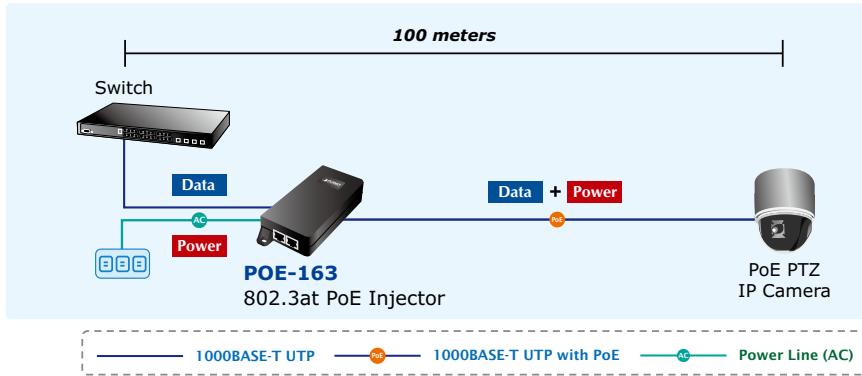 100 meters
Switch
Data
Data + Power
AC
PoE
Power
POE-163
802.3at PoE Injector
PoE PTZ
IP Camera
1000BASE-T UTP
PoE
1000BASE-T UTP with PoE
AC
Power Line (AC)